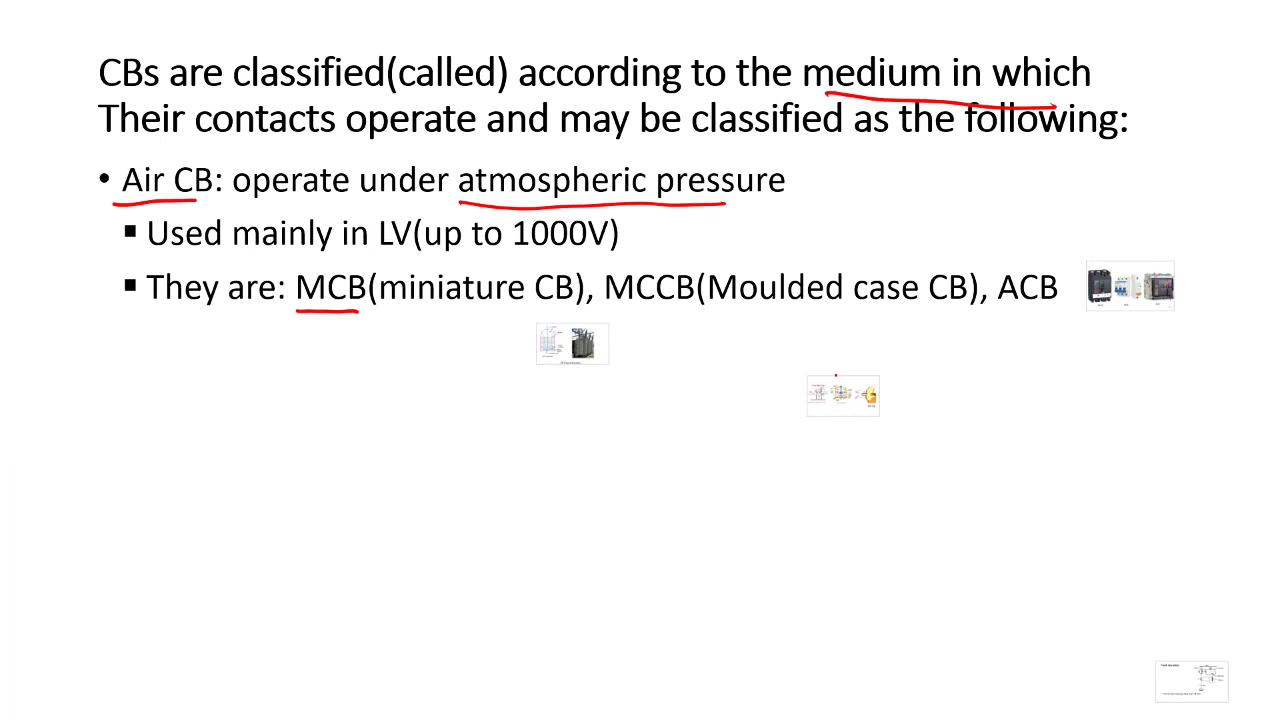 CBs are classified(called) according to the medium in which
Their contacts operate and may be classified as the following:
• Air CB: operate under atmospheric pressure
▪ Used mainly in LV(up to 1000V)
▪ They are: MCB(miniature CB), MCCB(Moulded case CB), ACB